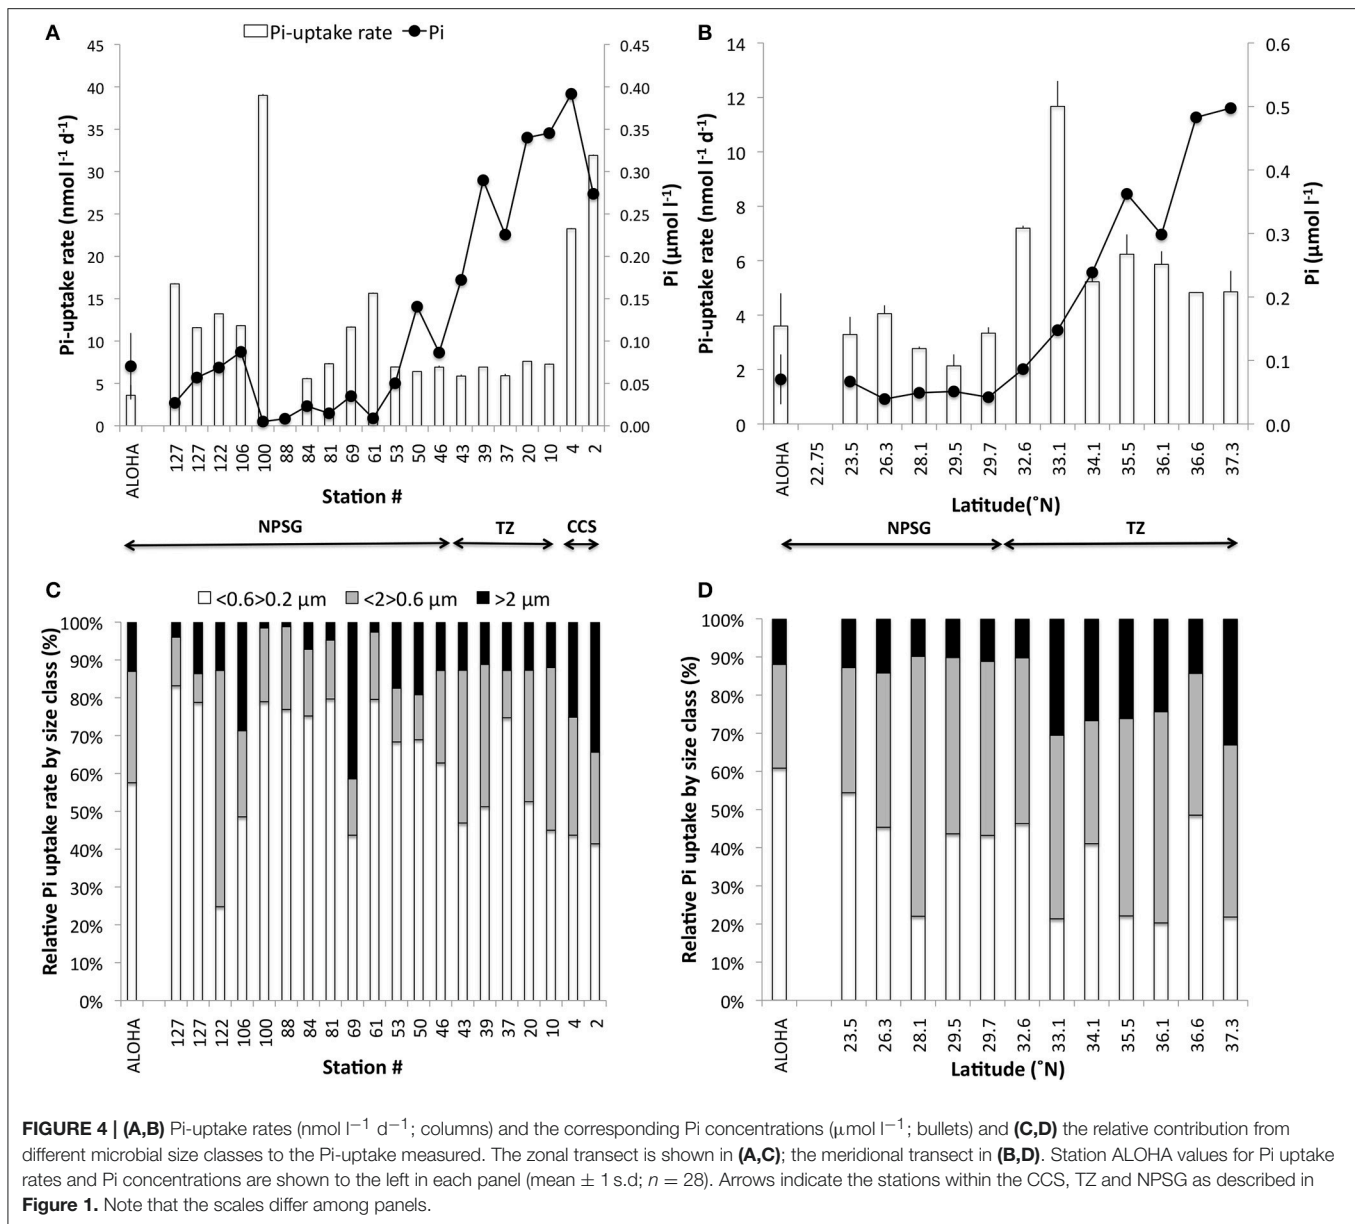 A
Pi-uptake rate
Pi
45
40
35
30
25
20
15
10
5
0
Pi-uptake rate (nmol l⁻¹ d⁻¹)
0.45
0.40
0.35
0.30
0.25
0.20
0.15
0.10
0.05
0.00
Pi (μmol l⁻¹)
ALOHA 127 127 122 106 100 88 84 81 69 61 53 50 46 43 39 37 20 10 4 2
Station #
B
14
12
10
8
6
4
2
0
Pi-uptake rate (nmol l⁻¹ d⁻¹)
0.6
0.5
0.4
0.3
0.2
0.1
0.0
Pi (μmol l⁻¹)
ALOHA 22.75 23.5 26.3 28.1 29.5 29.7 32.6 33.1 34.1 35.5 36.1 36.6 37.3
Latitude(˚N)
NPSG TZ CCS
NPSG TZ
C
<0.6>0.2 μm <2>0.6 μm >2 μm
100%
90%
80%
70%
60%
50%
40%
30%
20%
10%
0%
Relative Pi uptake rate by size class (%)
ALOHA 127 127 122 106 100 88 84 81 69 61 53 50 46 43 39 37 20 10 4 2
Station #
D
100%
90%
80%
70%
60%
50%
40%
30%
20%
10%
0%
Relative Pi uptake by size class (%)
ALOHA 23.5 26.3 28.1 29.5 29.7 32.6 33.1 34.1 35.5 36.1 36.6 37.3
Latitude (˚N)
FIGURE 4 | (A,B) Pi-uptake rates (nmol l−1 d−1; columns) and the corresponding Pi concentrations (μmol l−1; bullets) and (C,D) the relative contribution from
different microbial size classes to the Pi-uptake measured. The zonal transect is shown in (A,C); the meridional transect in (B,D). Station ALOHA values for Pi uptake
rates and Pi concentrations are shown to the left in each panel (mean ± 1 s.d; n = 28). Arrows indicate the stations within the CCS, TZ and NPSG as described in
Figure 1. Note that the scales differ among panels.